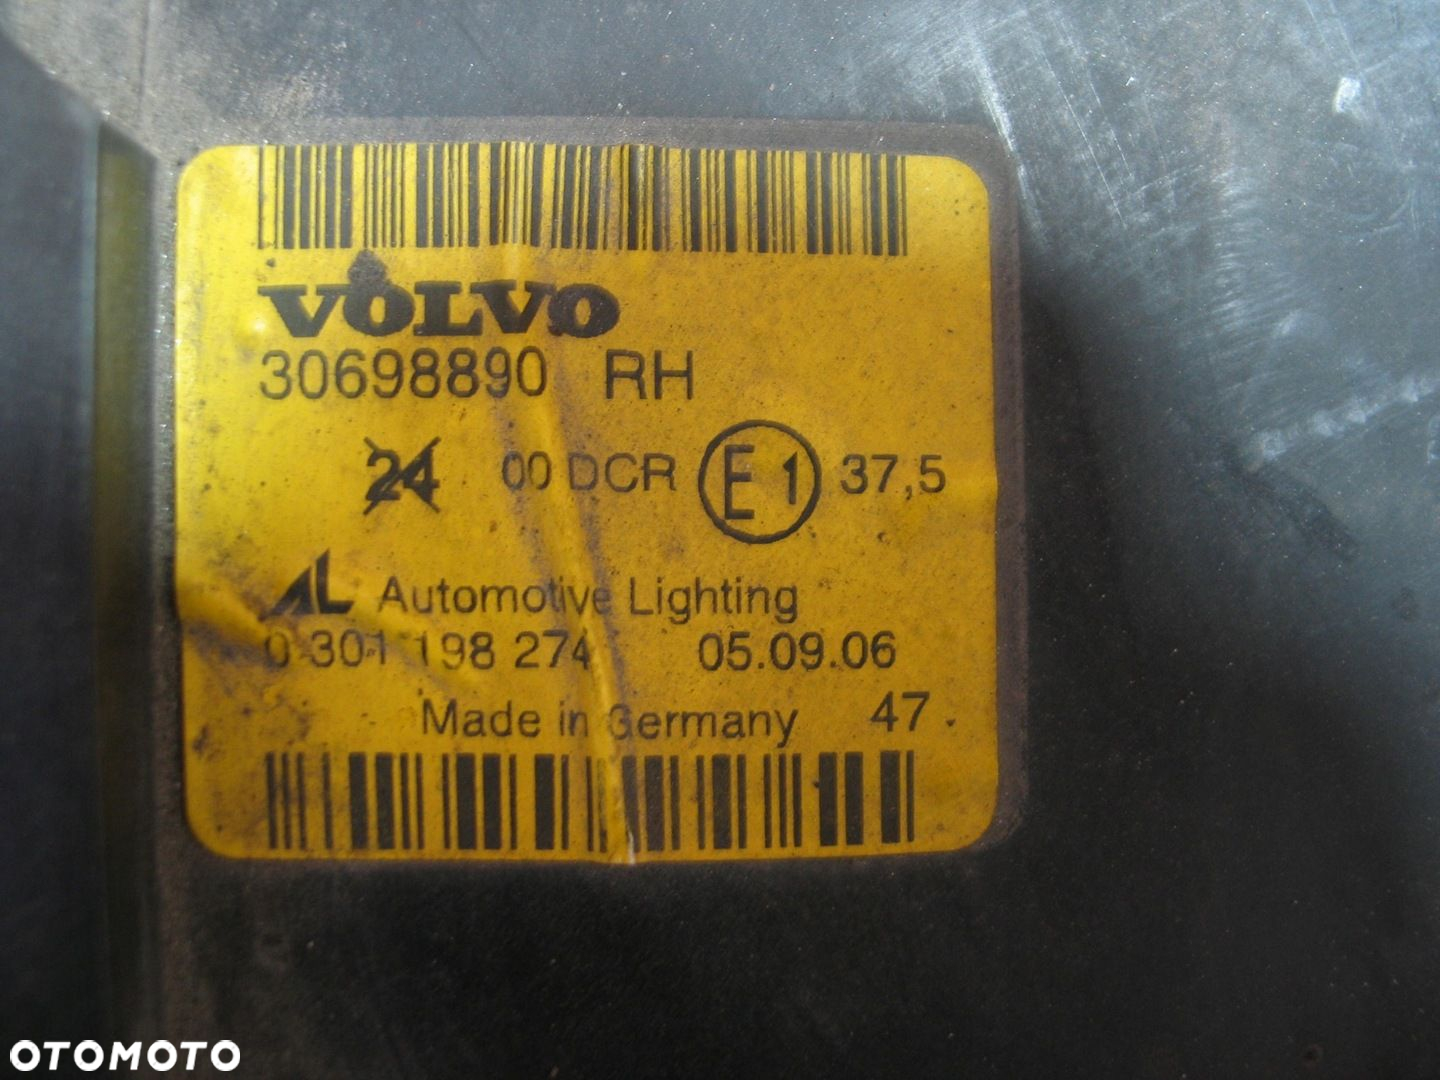 VOLVO
30698890 RH
24 00 DCR E1 37,5
AL Automotive Lighting
0 301 198 274 05.09.06
Made in Germany 47
OTOMOTO